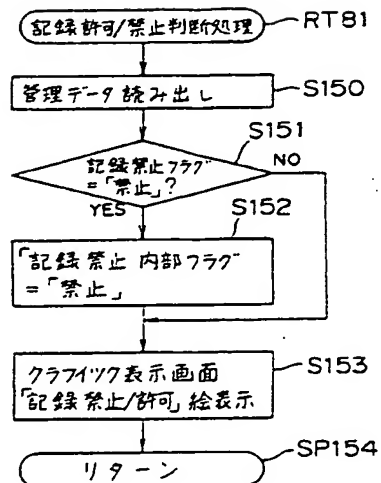 記録許可/禁止判断処理
RT81
管理データ読み出し
S150
S151
記録禁止フラグ
=「禁止」?
NO
YES
S152
「記録禁止 内部フラグ
=「禁止」
クラフィック表示画面
「記録禁止/許可」絵表示
S153
リターン
SP154